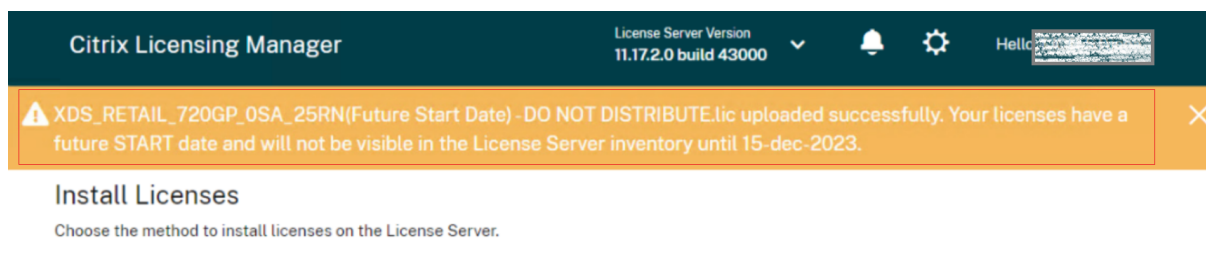 Citrix Licensing Manager
License Server Version
11.17.2.0 build 43000
Hello
XDS_RETAIL_720GP_0SA_25RN(Future Start Date) - DO NOT DISTRIBUTE.lic uploaded successfully. Your licenses have a
future START date and will not be visible in the License Server inventory until 15-dec-2023.
Install Licenses
Choose the method to install licenses on the License Server.